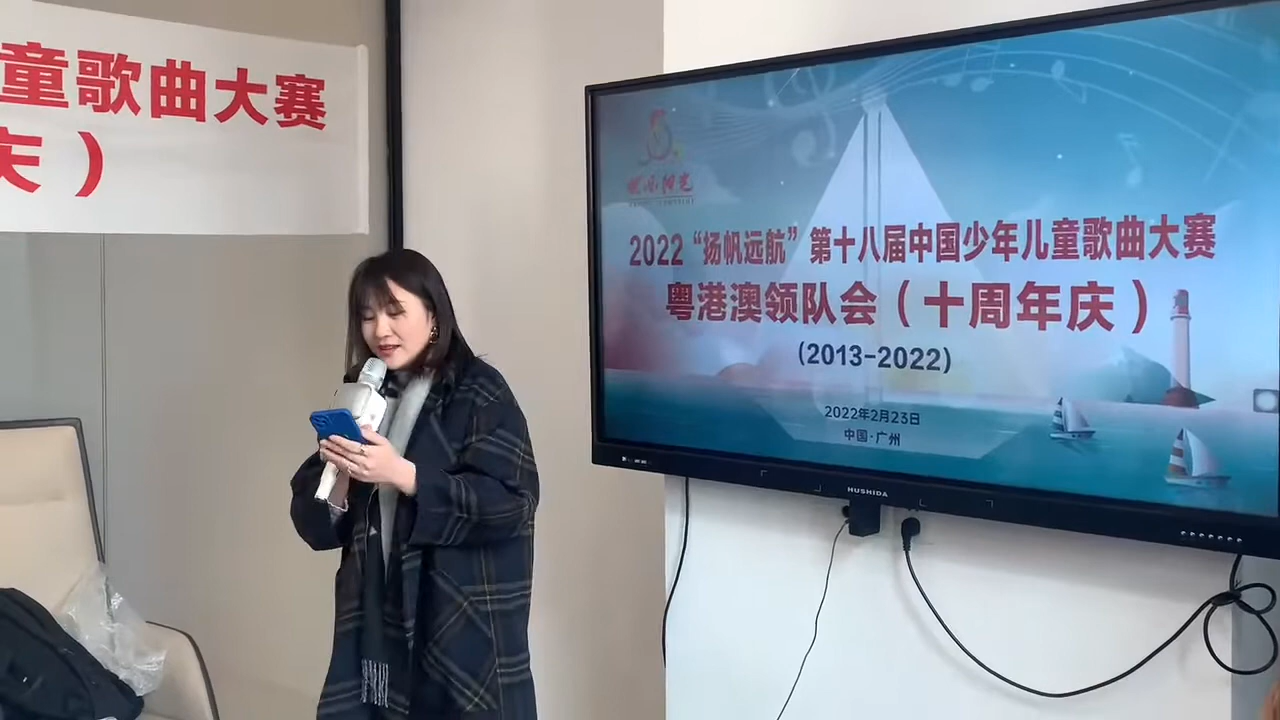 童歌曲大赛
庆）
2022“扬帆远航”第十八届中国少年儿童歌曲大赛
粤港澳领队会（十周年庆）
(2013-2022)
2022年2月23日
中国·广州
HUSHIDA